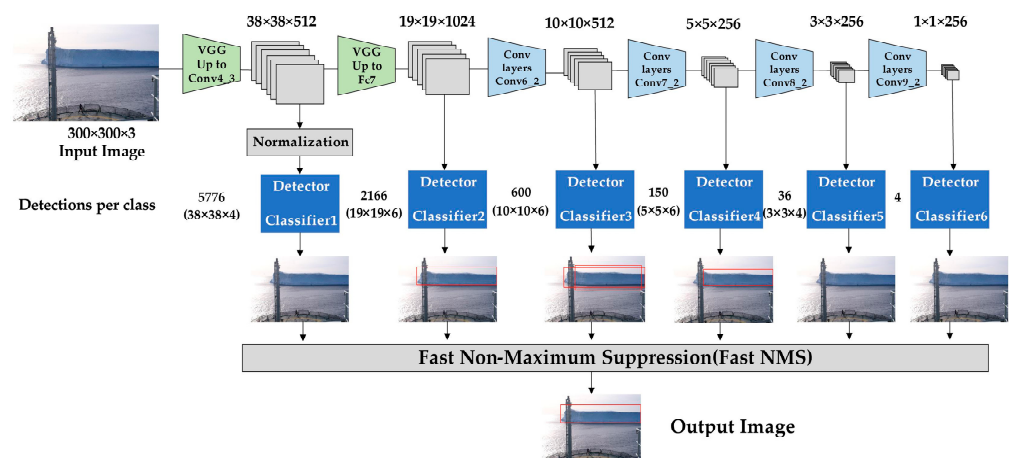 38×38×512
19×19×1024
10×10×512
5×5×256
3×3×256
1×1×256
VGG
Up to
Conv4_3
VGG
Up to
Fc7
Conv
layers
Conv6_2
Conv
layers
Conv7_2
Conv
layers
Conv8_2
Conv
layers
Conv9_2
300×300×3
Input Image
Normalization
Detections per class
5776
(38×38×4)
Detector
Classifier1
2166
(19×19×6)
Detector
Classifier2
600
(10×10×6)
Detector
Classifier3
150
(5×5×6)
Detector
Classifier4
36
(3×3×4)
Detector
Classifier5
4
Detector
Classifier6
Fast Non-Maximum Suppression(Fast NMS)
Output Image